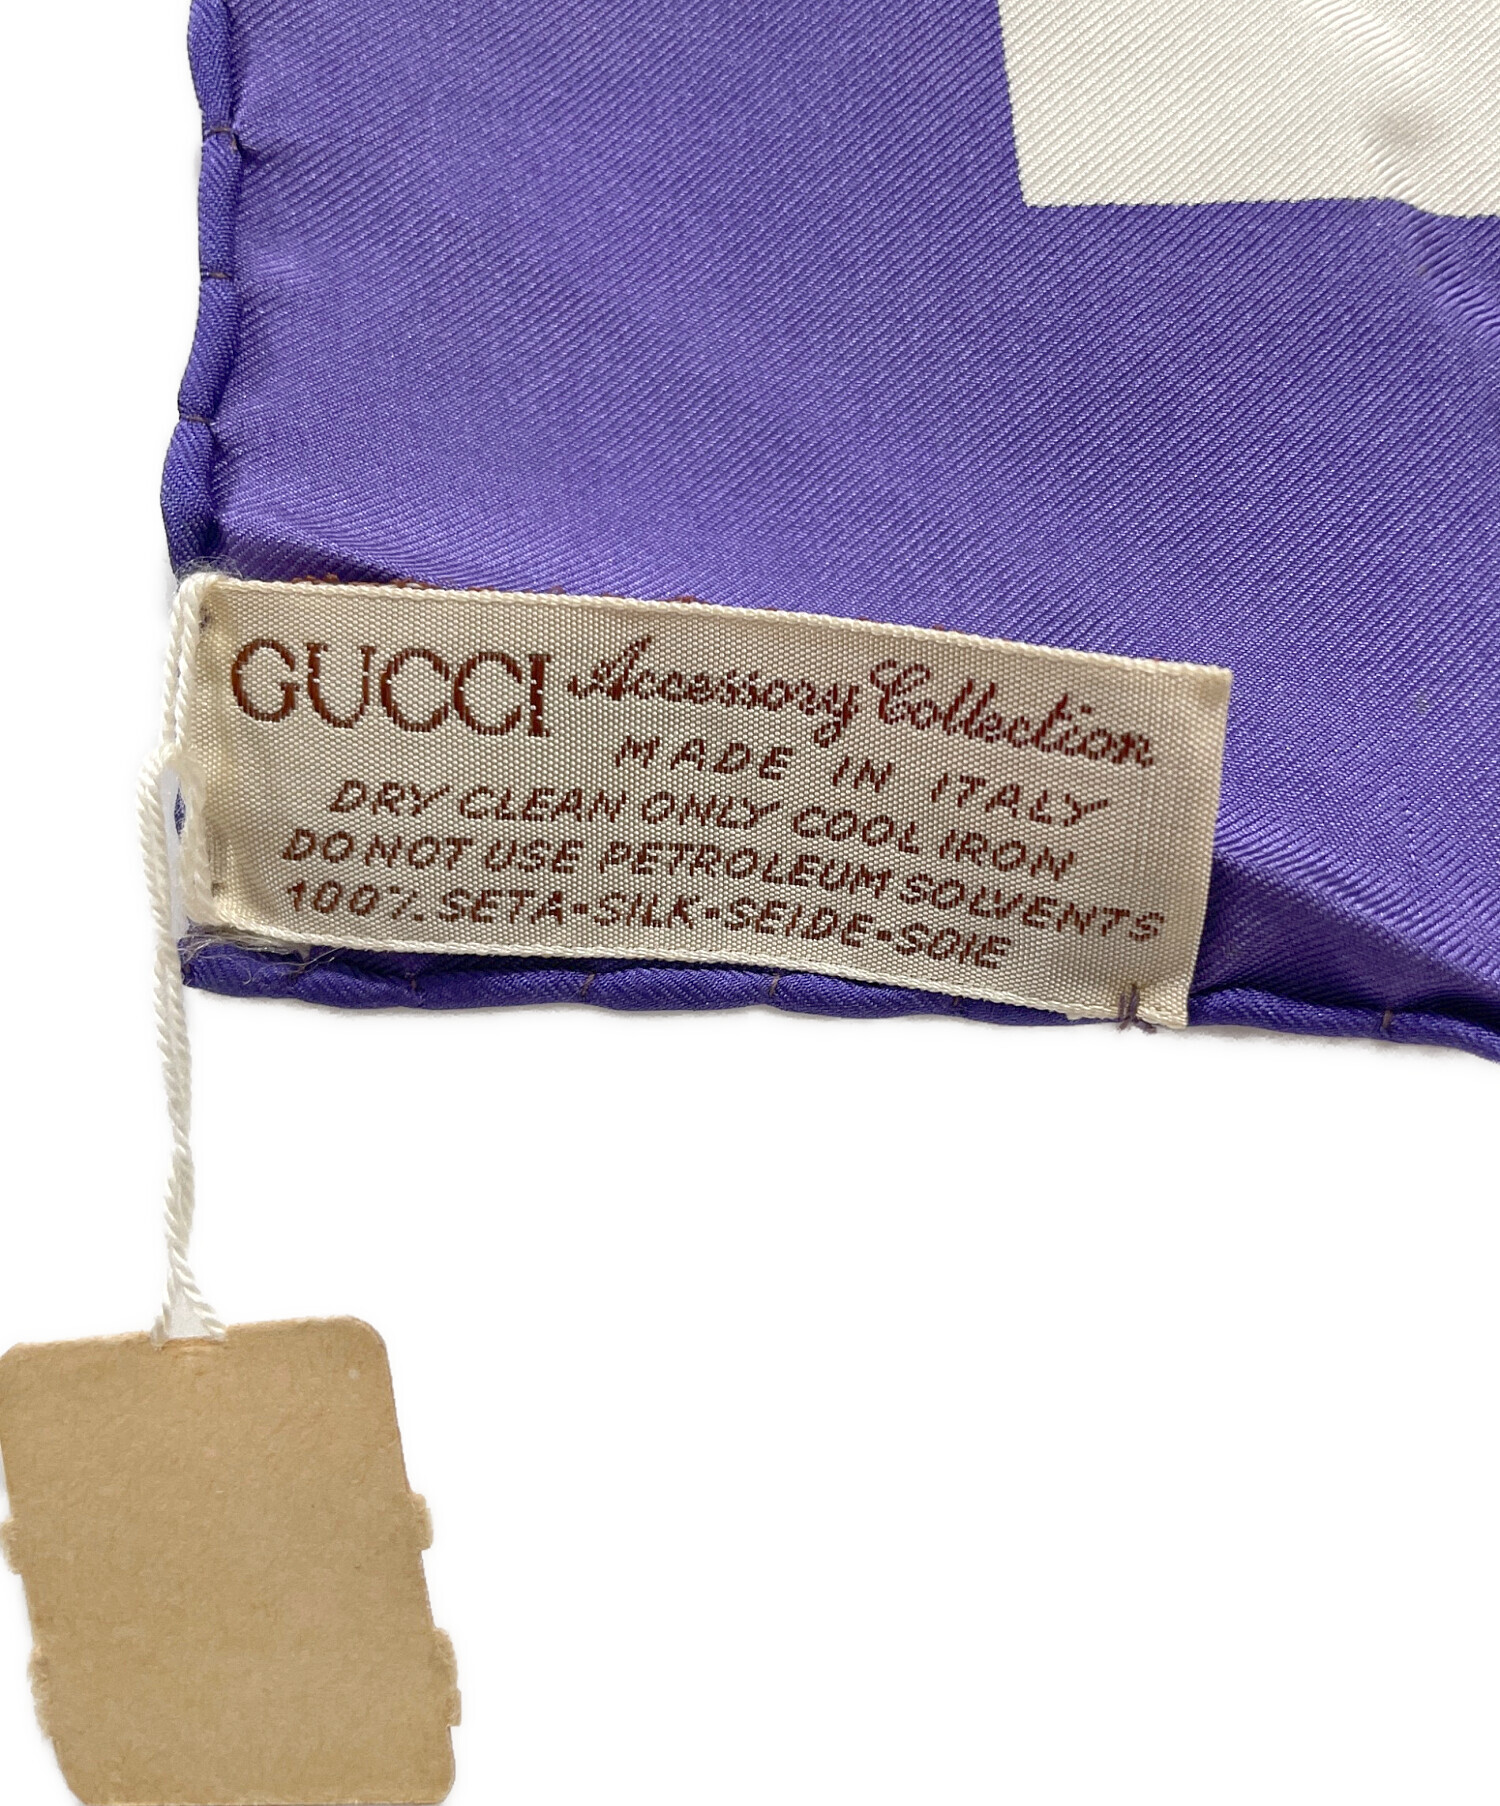 GUCCI Accessory Collection
MADE IN ITALY
DRY CLEAN ONLY COOL IRON
DO NOT USE PETROLEUM SOLVENTS
100% SETA-SILK-SEIDE-SOIE